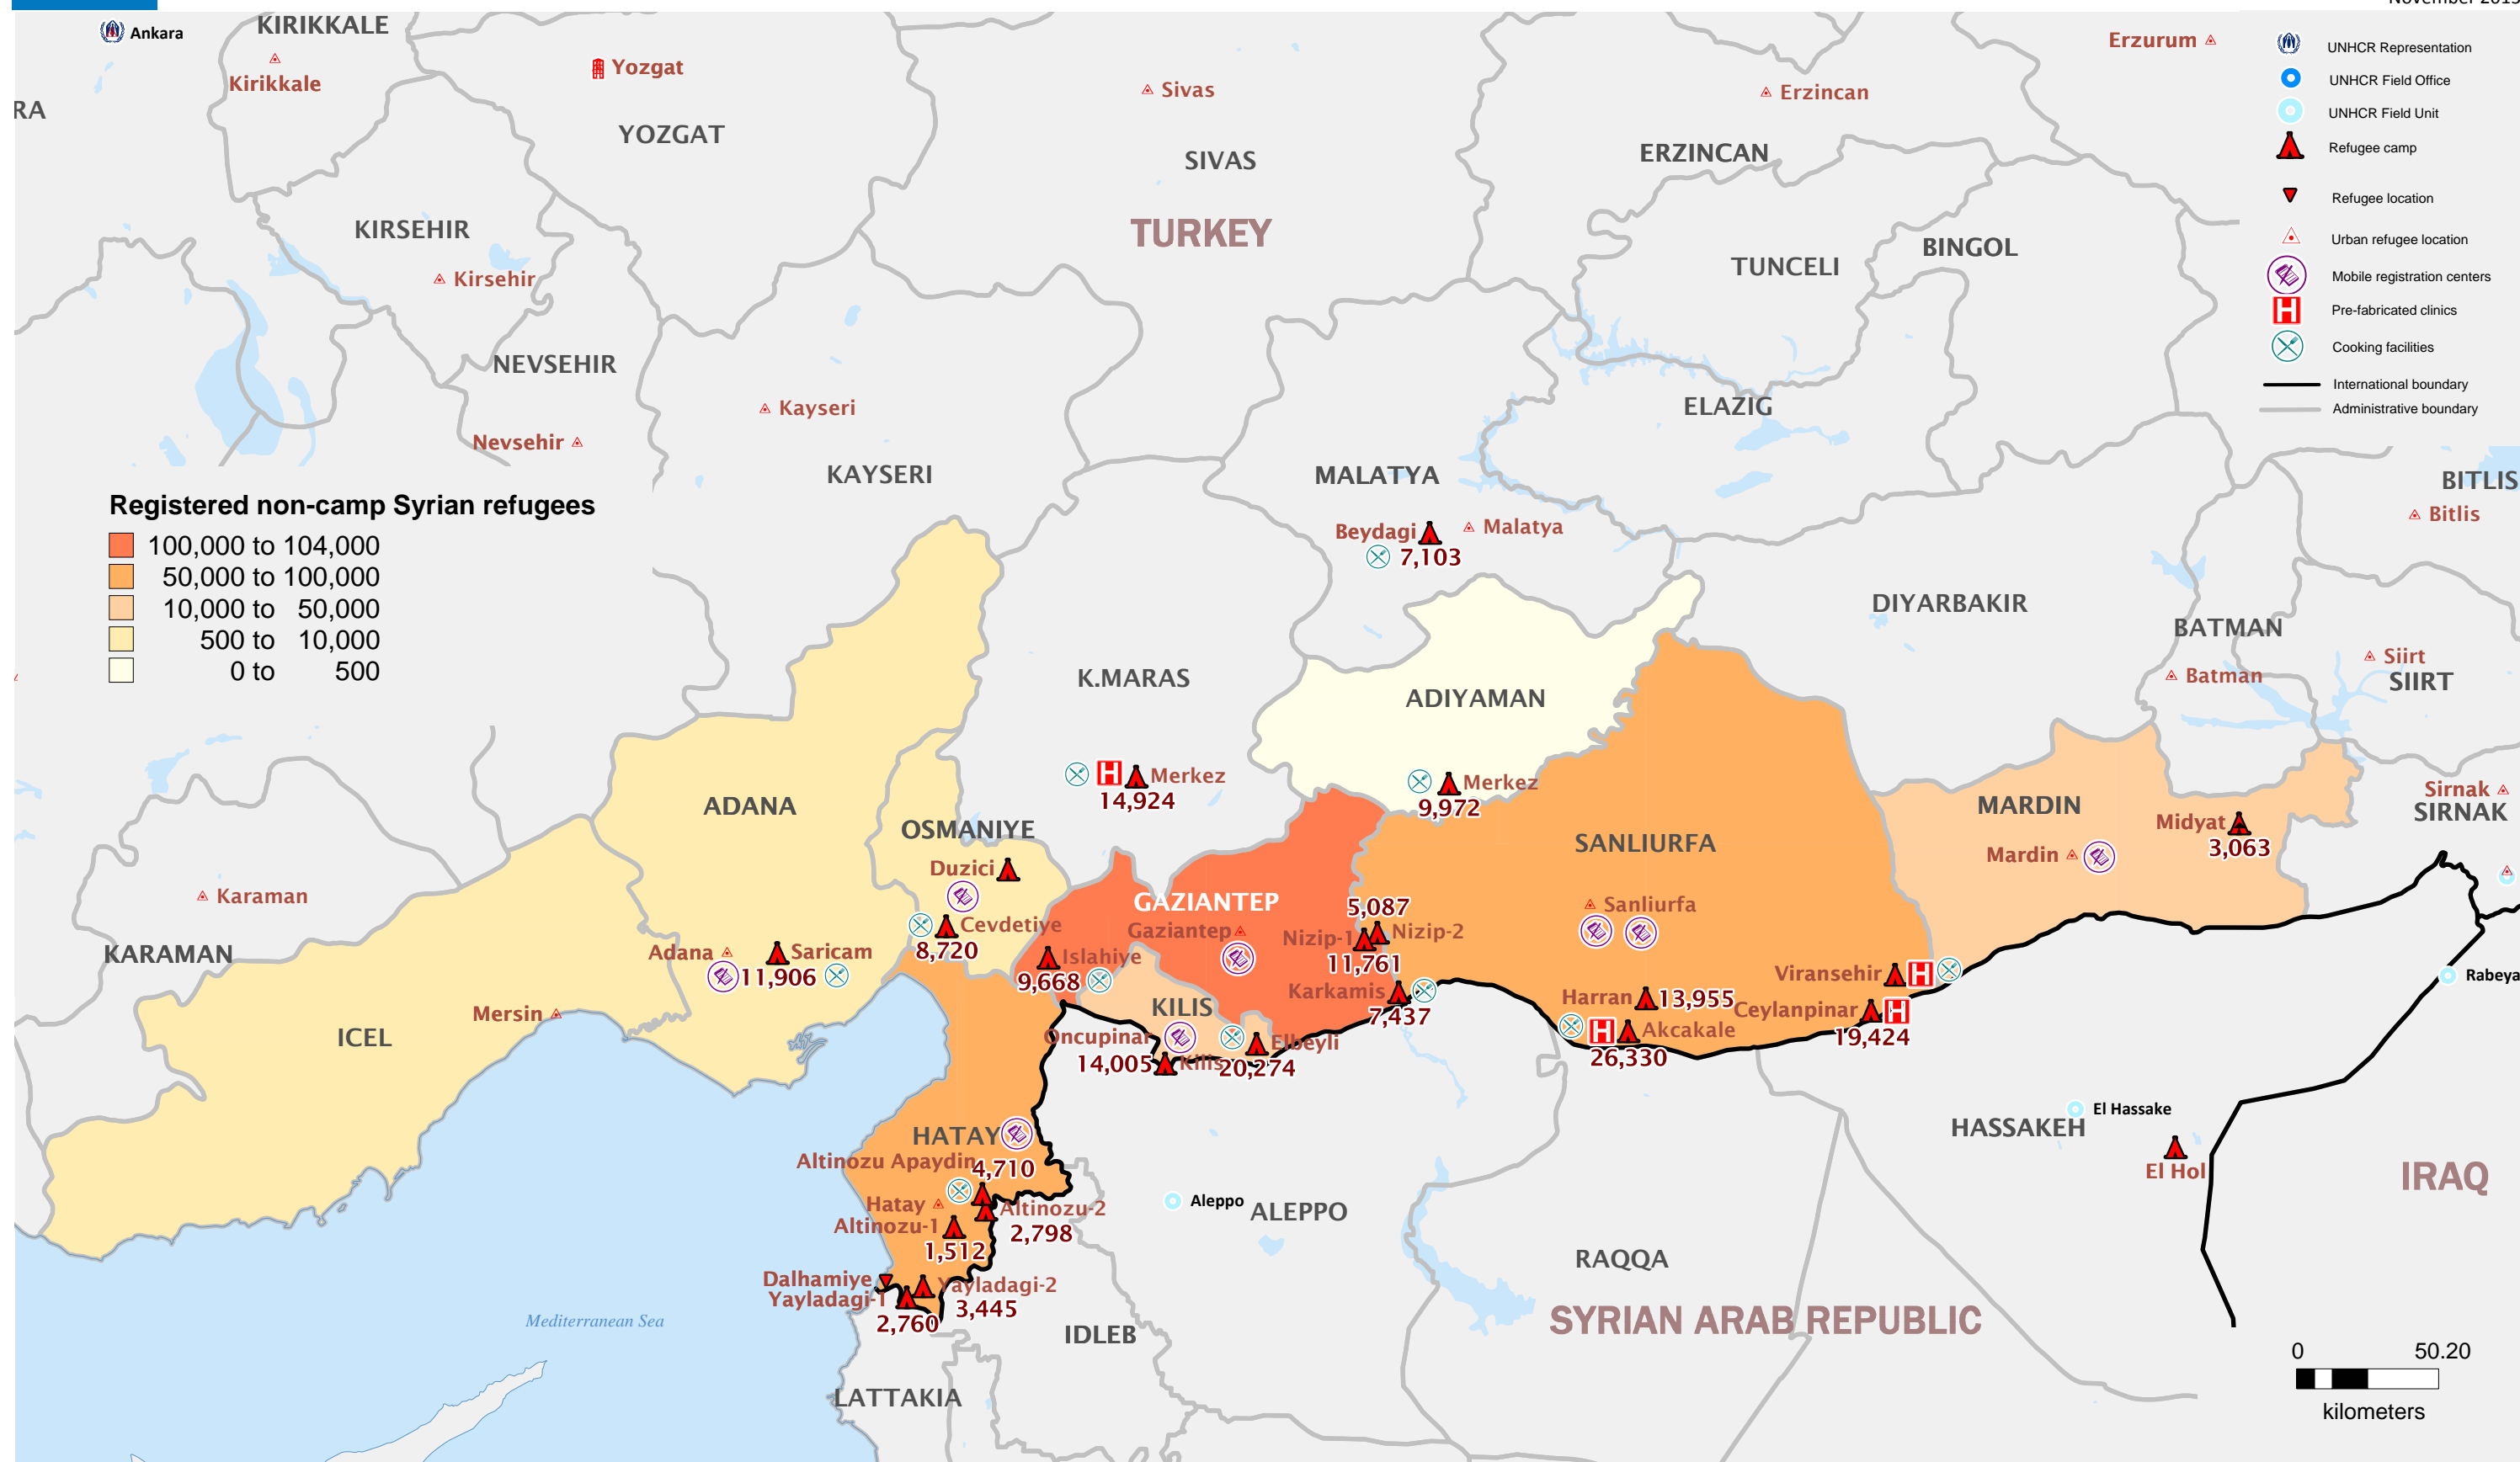 November 2013
Ankara
KIRIKKALE
Kirikkale
RA
Yozgat
YOZGAT
Sivas
SIVAS
TURKEY
Erzincan
ERZINCAN
Erzurum
UNHCR Representation
UNHCR Field Office
UNHCR Field Unit
Refugee camp
Refugee location
Urban refugee location
Mobile registration centers
Pre-fabricated clinics
Cooking facilities
International boundary
Administrative boundary
KIRSEHIR
Kirsehir
TUNCELI
BINGOL
NEVSEHIR
Nevsehir
Kayseri
KAYSERI
ELAZIG
MALATYA
Malatya
Beydagi
7,103
BITLIS
Bitlis
Registered non-camp Syrian refugees
100,000 to 104,000
50,000 to 100,000
10,000 to 50,000
500 to 10,000
0 to 500
DIYARBAKIR
BATMAN
Batman
Siirt
SIIRT
K.MARAS
H Merkez
14,924
ADIYAMAN
Merkez
9,972
Sirnak
SIRNAK
MARDIN
Midyat
3,063
Mardin
ADANA
OSMANIYE
Duzici
Cevdetiye
8,720
Adana
Saricam
11,906
SANLIURFA
Sanliurfa
GAZIANTEP
Gaziantep
5,087
Nizip-1
Nizip-2
11,761
Islahiye
9,668
Karkamis
7,437
Karaman
KARAMAN
Mersin
ICEL
KILIS
Oncupinar
14,005
Kilis
Elbeyli
20,274
Viransehir H
Harran
13,955
Ceylanpinar H
19,424
H Akcakale
26,330
Rabeya
El Hassake
HASSAKEH
El Hol
IRAQ
HATAY
Altinozu Apaydin
4,710
Hatay
Altinozu-2
2,798
Altinozu-1
1,512
Dalhamiye
Yayladagi-1
2,760
Yayladagi-2
3,445
Aleppo
ALEPPO
RAQQA
SYRIAN ARAB REPUBLIC
Mediterranean Sea
IDLEB
LATTAKIA
0 50.20
kilometers